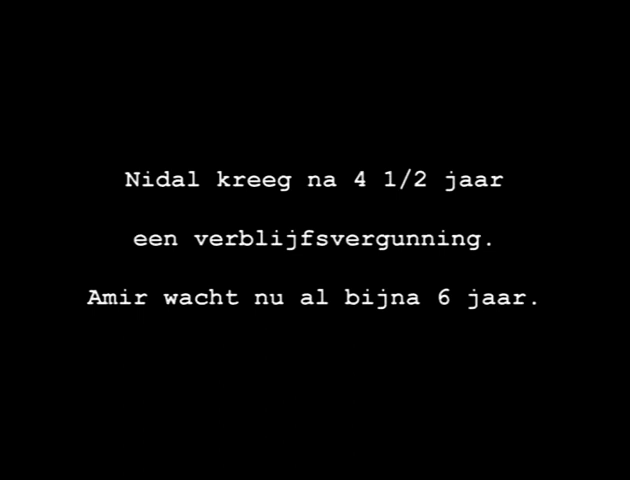 Nidal kreeg na 4 1/2 jaar
een verblijfsvergunning.
Amir wacht nu al bijna 6 jaar.